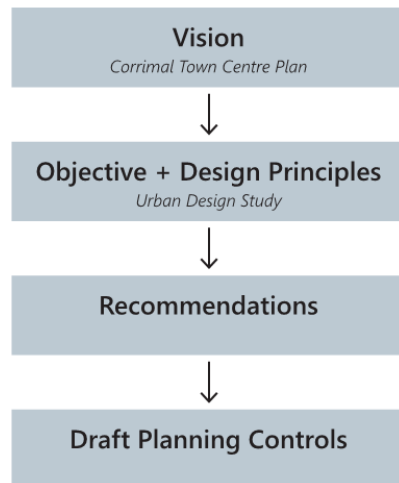 Vision
Corrimal Town Centre Plan
Objective + Design Principles
Urban Design Study
Recommendations
Draft Planning Controls